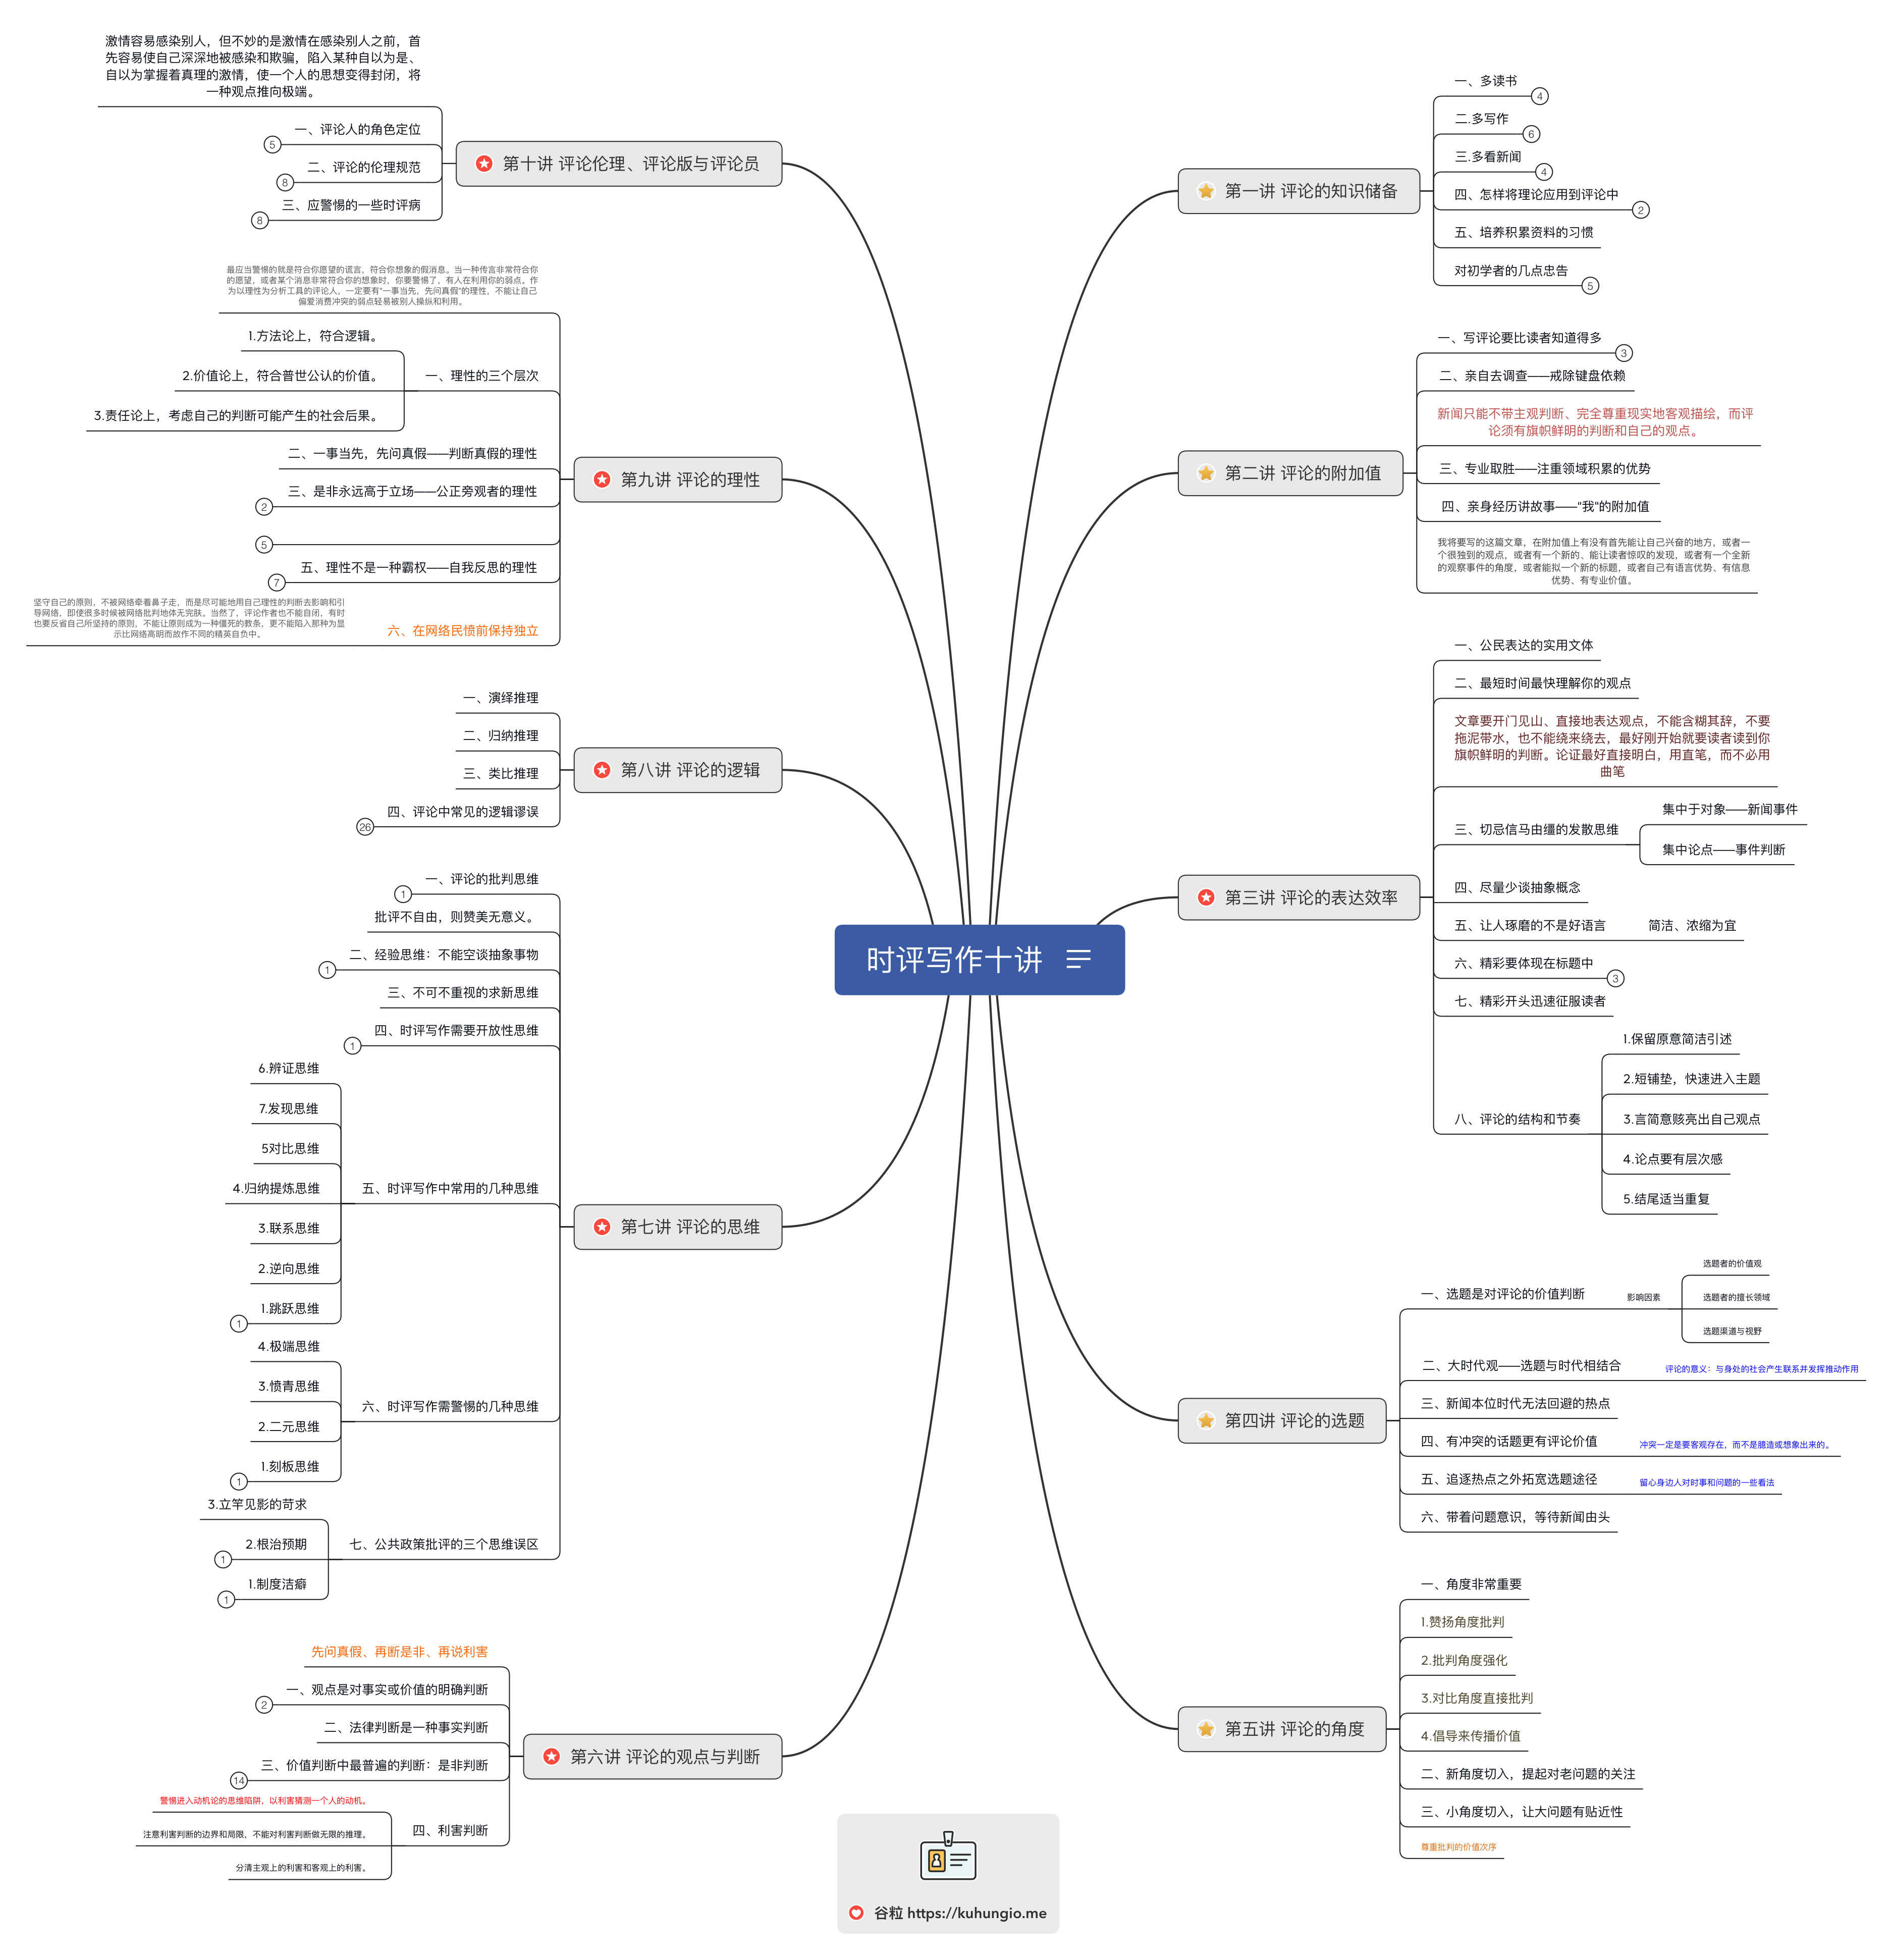 时评写作十讲
第一讲 评论的知识储备
一、多读书
4
二.多写作
6
三.多看新闻
4
四、怎样将理论应用到评论中
2
五、培养积累资料的习惯
对初学者的几点忠告
5
第二讲 评论的附加值
一、写评论要比读者知道得多
3
二、亲自去调查——戒除键盘依赖
新闻只能不带主观判断、完全尊重现实地客观描绘，而评
论须有旗帜鲜明的判断和自己的观点。
三、专业取胜——注重领域积累的优势
四、亲身经历讲故事——"我"的附加值
我将要写的这篇文章，在附加值上有没有首先能让自己兴奋的地方，或者一
个很独到的观点，或者有一个新的、能让读者惊叹的发现，或者有一个全新
的观察事件的角度，或者能拟一个新的标题，或者自己有语言优势、有信息
优势、有专业价值。
第三讲 评论的表达效率
一、公民表达的实用文体
二、最短时间最快理解你的观点
文章要开门见山、直接地表达观点，不能含糊其辞，不要
拖泥带水，也不能绕来绕去，最好刚开始就要读者读到你
旗帜鲜明的判断。论证最好直接明白，用直笔，而不必用
曲笔
三、切忌信马由缰的发散思维
集中于对象——新闻事件
集中论点——事件判断
四、尽量少谈抽象概念
五、让人琢磨的不是好语言
简洁、浓缩为宜
六、精彩要体现在标题中
3
七、精彩开头迅速征服读者
八、评论的结构和节奏
1.保留原意简洁引述
2.短铺垫，快速进入主题
3.言简意赅亮出自己观点
4.论点要有层次感
5.结尾适当重复
第四讲 评论的选题
一、选题是对评论的价值判断
影响因素
选题者的价值观
选题者的擅长领域
选题渠道与视野
二、大时代观——选题与时代相结合
评论的意义：与身处的社会产生联系并发挥推动作用
三、新闻本位时代无法回避的热点
四、有冲突的话题更有评论价值
冲突一定是要客观存在，而不是臆造或想象出来的。
五、追逐热点之外拓宽选题途径
留心身边人对时事和问题的一些看法
六、带着问题意识，等待新闻由头
第五讲 评论的角度
一、角度非常重要
1.赞扬角度批判
2.批判角度强化
3.对比角度直接批判
4.倡导来传播价值
二、新角度切入，提起对老问题的关注
三、小角度切入，让大问题有贴近性
尊重批判的价值次序
第六讲 评论的观点与判断
先问真假、再断是非、再说利害
一、观点是对事实或价值的明确判断
2
二、法律判断是一种事实判断
三、价值判断中最普遍的判断：是非判断
14
四、利害判断
警惕进入动机论的思维陷阱，以利害猜测一个人的动机。
注意利害判断的边界和局限，不能对利害判断做无限的推理。
分清主观上的利害和客观上的利害。
第七讲 评论的思维
一、评论的批判思维
1
批评不自由，则赞美无意义。
二、经验思维：不能空谈抽象事物
1
三、不可不重视的求新思维
四、时评写作需要开放性思维
1
五、时评写作中常用的几种思维
6.辨证思维
7.发现思维
5对比思维
4.归纳提炼思维
3.联系思维
2.逆向思维
1.跳跃思维
1
六、时评写作需警惕的几种思维
4.极端思维
3.愤青思维
2.二元思维
1.刻板思维
1
七、公共政策批评的三个思维误区
3.立竿见影的苛求
2.根治预期
1
1.制度洁癖
1
第八讲 评论的逻辑
一、演绎推理
二、归纳推理
三、类比推理
四、评论中常见的逻辑谬误
26
第九讲 评论的理性
最应当警惕的就是符合你愿望的谎言，符合你想象的假消息。当一种传言非常符合你
的愿望，或者某个消息非常符合你的想象时，你要警惕了，有人在利用你的弱点。作
为以理性为分析工具的评论人，一定要有"一事当先，先问真假"的理性，不能让自己
偏爱消费冲突的弱点轻易被别人操纵和利用。
一、理性的三个层次
1.方法论上，符合逻辑。
2.价值论上，符合普世公认的价值。
3.责任论上，考虑自己的判断可能产生的社会后果。
二、一事当先，先问真假——判断真假的理性
三、是非永远高于立场——公正旁观者的理性
2
5
五、理性不是一种霸权——自我反思的理性
7
六、在网络民愤前保持独立
坚守自己的原则，不被网络牵着鼻子走，而是尽可能地用自己理性的判断去影响和引
导网络，即使很多时候被网络批判地体无完肤。当然了，评论作者也不能自闭，有时
也要反省自己所坚持的原则，不能让原则成为一种僵死的教条，更不能陷入那种为显
示比网络高明而故作不同的精英自负中。
第十讲 评论伦理、评论版与评论员
激情容易感染别人，但不妙的是激情在感染别人之前，首
先容易使自己深深地被感染和欺骗，陷入某种自以为是、
自以为掌握着真理的激情，使一个人的思想变得封闭，将
一种观点推向极端。
一、评论人的角色定位
5
二、评论的伦理规范
8
三、应警惕的一些时评病
8
谷粒 https://kuhungio.me